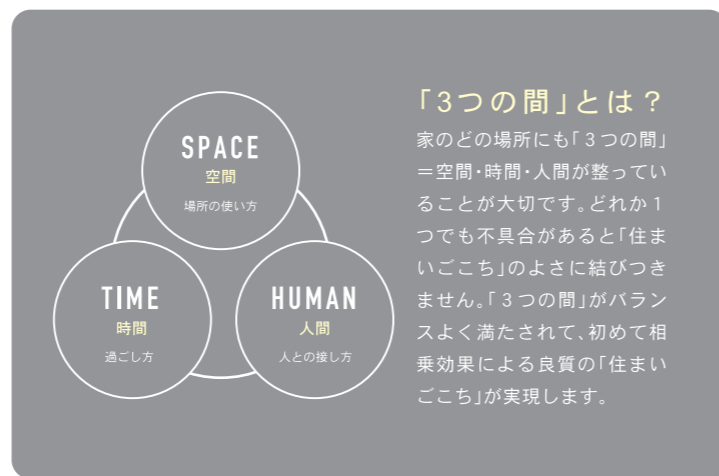 SPACE
空間
場所の使い方
TIME
時間
過ごし方
HUMAN
人間
人との接し方
「3つの間」とは？
家のどの場所にも「３つの間」
＝空間・時間・人間が整ってい
ることが大切です。どれか１
つでも不具合があると「住ま
いごこち」のよさに結びつき
ません。「３つの間」がバラン
スよく満たされて、初めて相
乗効果による良質の「住まい
ごこち」が実現します。